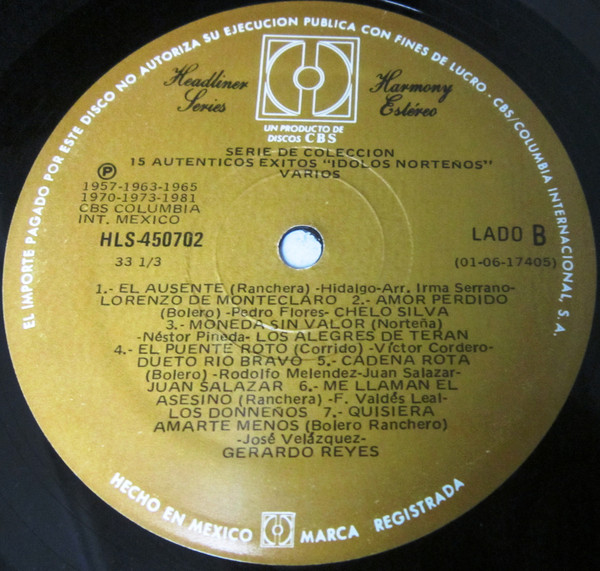 EL IMPORTE PAGADO POR ESTE DISCO NO AUTORIZA SU EJECUCION PUBLICA CON FINES DE LUCRO · CBS/COLUMBIA INTERNACIONAL, S.A.
Headliner Series
Harmony Estéreo
UN PRODUCTO DE
DISCOS CBS
SERIE DE COLECCION
15 AUTENTICOS EXITOS "IDOLOS NORTEÑOS"
VARIOS
P
1957-1963-1965
1970-1973-1981
CBS COLUMBIA
INT. MEXICO
HLS-450702
33 1/3
LADO B
(01-06-17405)
1.- EL AUSENTE (Ranchera) -Hidalgo-Arr. Irma Serrano-
LORENZO DE MONTECLARO 2.- AMOR PERDIDO
(Bolero) -Pedro Flores- CHELO SILVA
3.- MONEDA SIN VALOR (Norteña)
-Néstor Pineda- LOS ALEGRES DE TERAN
4.- EL PUENTE ROTO (Corrido) -Víctor Cordero-
DUETO RIO BRAVO 5.- CADENA ROTA
(Bolero) -Rodolfo Melendez-Juan Salazar-
JUAN SALAZAR 6.- ME LLAMAN EL
ASESINO (Ranchera) -F. Valdés Leal-
LOS DONNEÑOS 7.- QUISIERA
AMARTE MENOS (Bolero Ranchero)
-José Velázquez-
GERARDO REYES
HECHO EN MEXICO MARCA REGISTRADA